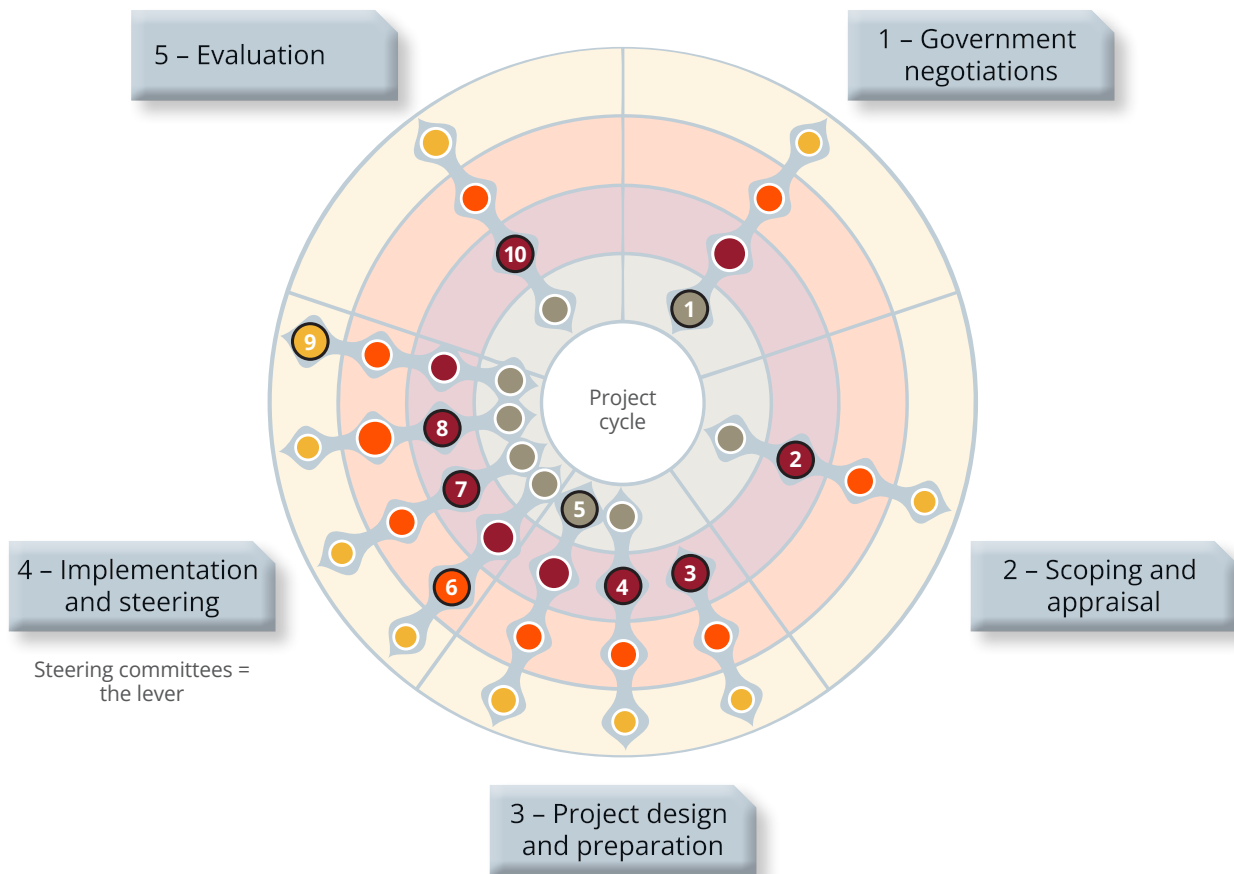 5 – Evaluation
1 – Government
negotiations
10
1
9
Project
cycle
8
2
7
5
6
4
3
4 – Implementation
and steering
2 – Scoping and
appraisal
Steering committees =
the lever
3 – Project design
and preparation